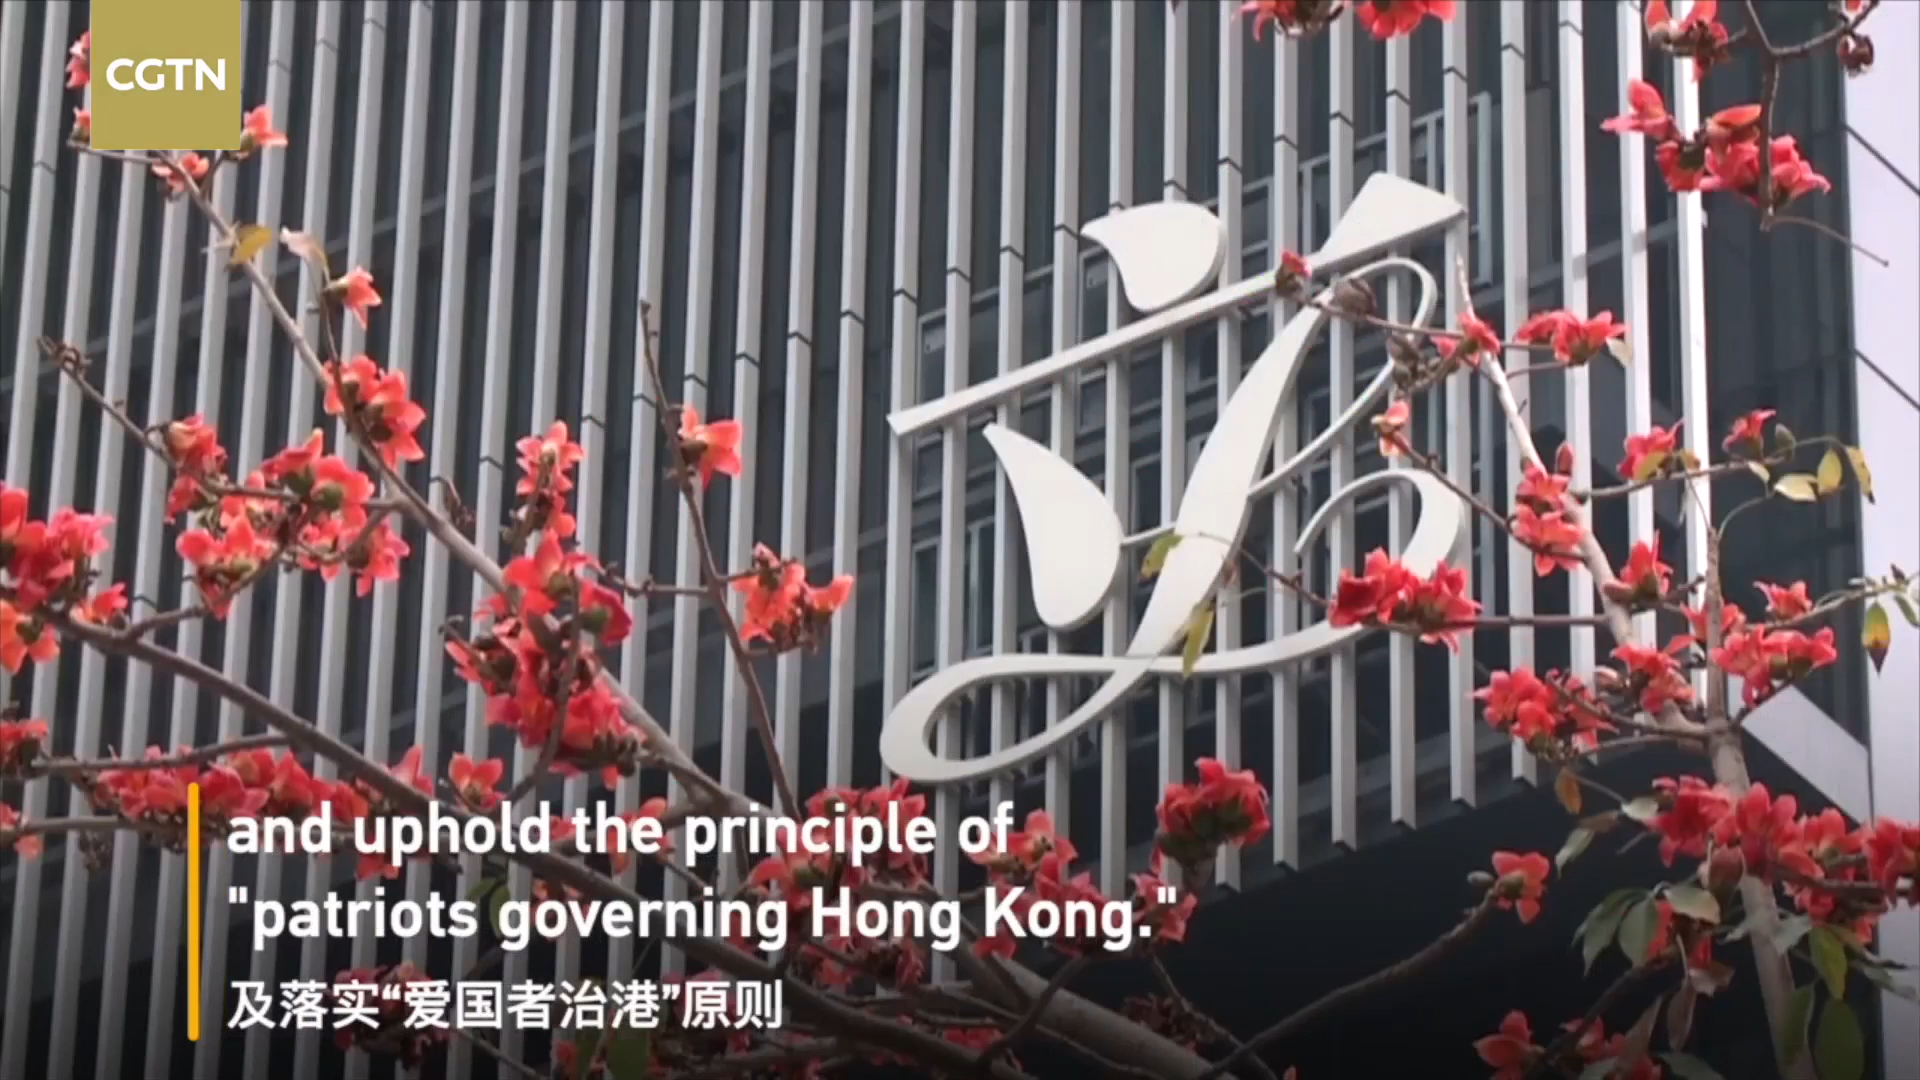 CGTN
and uphold the principle of
"patriots governing Hong Kong."
及落实“爱国者治港”原则